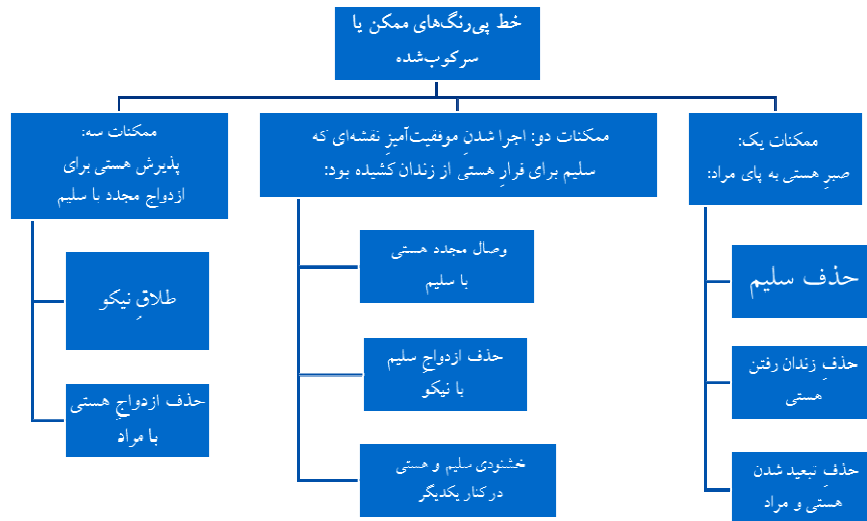 خط پی‌رنگ‌های ممکن یا
سرکوب‌شده
ممکنات یک:
صبرِ هستی به پای مراد:
حذف سلیم
حذفِ زندان رفتن
هستی
حذفِ تبعید شدن
هستی و مراد
ممکنات دو: اجرا شدنِ موفقیت‌آمیزِ نقشه‌ای که
سلیم برای فرارِ هستی از زندان کشیده بود:
وصال مجدد هستی
با سلیم
حذف ازدواجِ سلیم
با نیکو
خشنودی سلیم و هستی
در کنار یکدیگر
ممکنات سه:
پذیرش هستی برای
ازدواج مجدد با سلیم
طلاقِ نیکو
حذف ازدواجِ هستی
با مراد